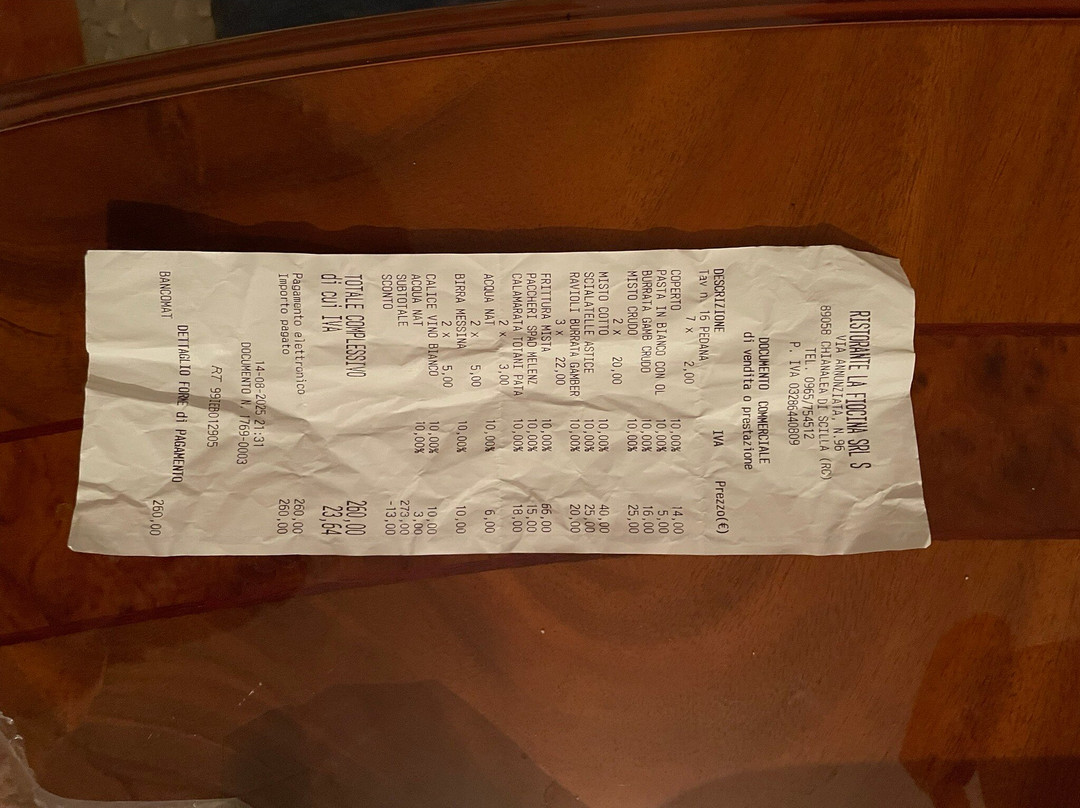 RISTORANTE LA FIOCINA SRL S
VIA ANNUNZIATA, N.96
89058 CHIANALEA DI SCILLA (RC)
TEL. 0965/754512
P. IVA 03286440809
DOCUMENTO COMMERCIALE
di vendita o prestazione
DESCRIZIONE IVA Prezzo(€)
Tav n. 16 PEDANA
7 x 2,00
COPERTO 10,00% 14,00
PASTA IN BIANCO CON OL 10,00% 5,00
BURRATA GAMB CRUDO 10,00% 16,00
MISTO CRUDO 10,00% 25,00
2 x 20,00
MISTO COTTO 10,00% 40,00
SCIALATELLE ASTICE 10,00% 25,00
RAVIOLI BURRATA GAMBER 10,00% 20,00
3 x 22,00
FRITTURA MISTA 10,00% 66,00
PACCHERI SPAD MELENZ 10,00% 15,00
CALAMARATA TOTANI PATA 10,00% 18,00
2 x 3,00
ACQUA NAT 10,00% 6,00
2 x 5,00
BIRRA MESSINA 10,00% 10,00
2 x 5,00
CALICE VINO BIANCO 10,00% 10,00
ACQUA NAT 10,00% 3,00
SUBTOTALE 273,00
SCONTO -13,00
TOTALE COMPLESSIVO 260,00
di cui IVA 23,64
Pagamento elettronico 260,00
Importo pagato 260,00
14-08-2025 21:31
DOCUMENTO N. 1769-0003
RT 99IEB012905
DETTAGLIO FORME di PAGAMENTO
BANCOMAT 260,00